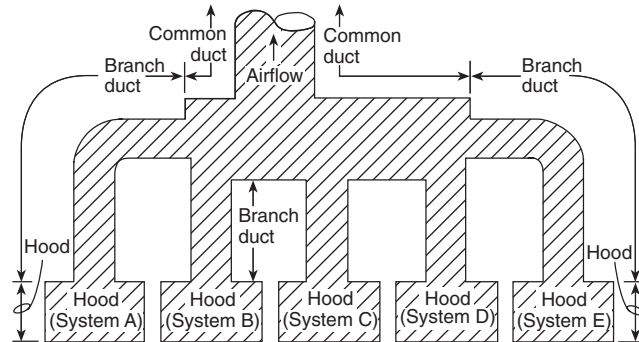 Common
duct
Common
duct
Branch
duct
Airflow
Branch
duct
Branch
duct
Hood
Hood
Hood
(System A)
Hood
(System B)
Hood
(System C)
Hood
(System D)
Hood
(System E)